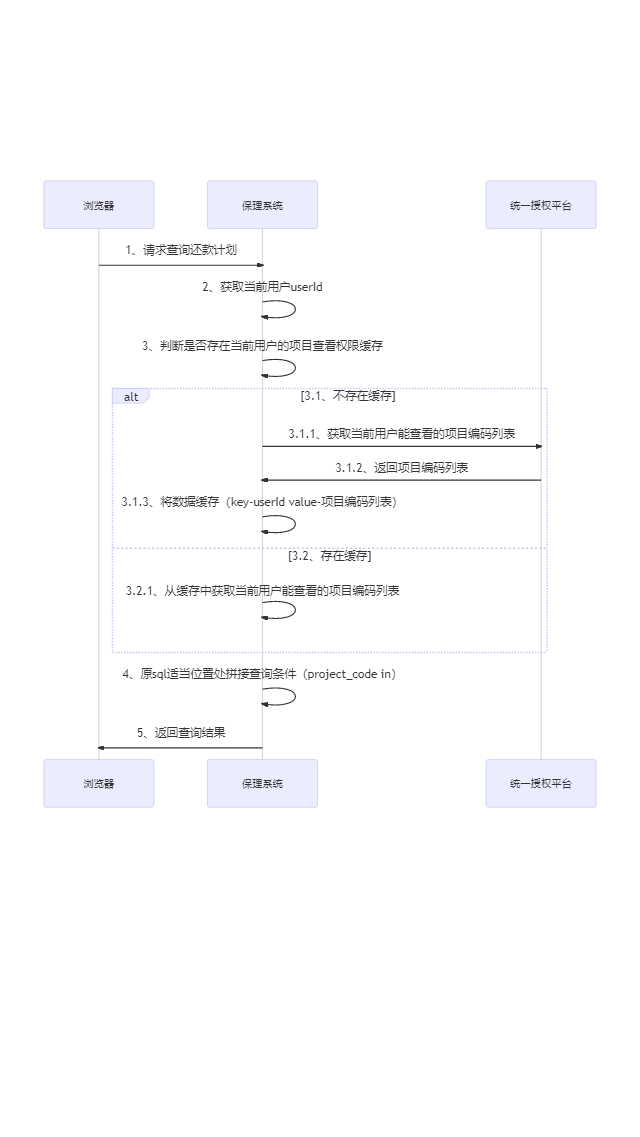 浏览器
保理系统
统一授权平台
1、请求查询还款计划
2、获取当前用户userId
3、判断是否存在当前用户的项目查看权限缓存
alt
[3.1、不存在缓存]
3.1.1、获取当前用户能查看的项目编码列表
3.1.2、返回项目编码列表
3.1.3、将数据缓存（key-userId value-项目编码列表）
[3.2、存在缓存]
3.2.1、从缓存中获取当前用户能查看的项目编码列表
4、原sql适当位置处拼接查询条件（project_code in）
5、返回查询结果
浏览器
保理系统
统一授权平台